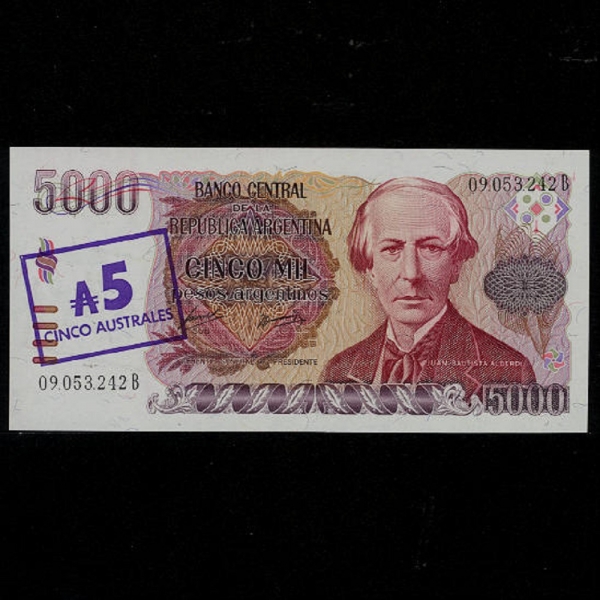 5000
BANCO CENTRAL
DE LA
REPUBLICA ARGENTINA
CINCO MIL
pesos argentinos
PRESIDENTE
09.053.242 B
₳5
CINCO AUSTRALES
09.053.242 B
JUAN BAUTISTA ALBERDI
5000